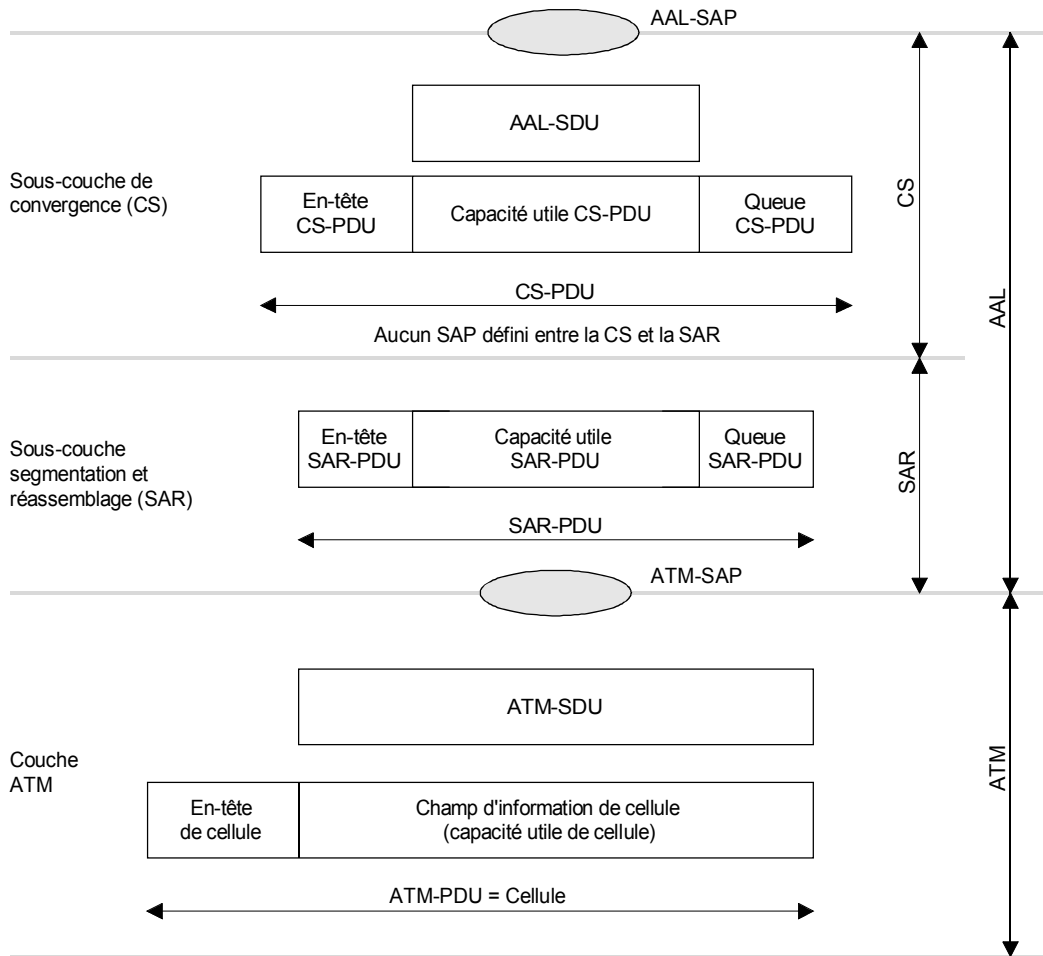 AAL-SAP
AAL-SDU
Sous-couche de
convergence (CS)
En-tête
CS-PDU
Capacité utile CS-PDU
Queue
CS-PDU
CS
CS-PDU
AAL
Aucun SAP défini entre la CS et la SAR
Sous-couche
segmentation et
réassemblage (SAR)
En-tête
SAR-PDU
Capacité utile
SAR-PDU
Queue
SAR-PDU
SAR
SAR-PDU
ATM-SAP
ATM-SDU
Couche
ATM
ATM
En-tête
de cellule
Champ d'information de cellule
(capacité utile de cellule)
ATM-PDU = Cellule